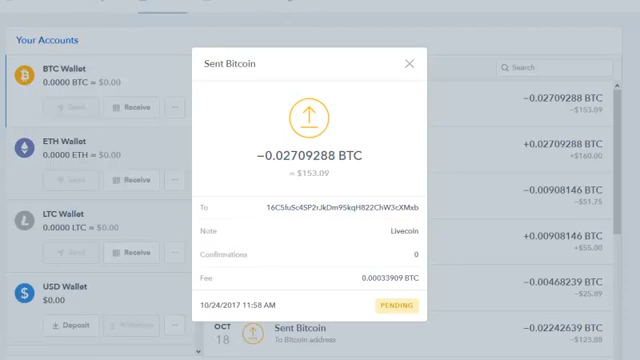 Your Accounts
BTC Wallet
0.0000 BTC ≈ $0.00
Send
Receive
ETH Wallet
0.0000 ETH ≈ $0.00
Send
Receive
LTC Wallet
0.0000 LTC ≈ $0.00
Send
Receive
USD Wallet
$0.00
Deposit
Sent Bitcoin
−0.02709288 BTC
≈ $153.09
To
Note
Livecoin
Confirmations
0
Fee
0.00033909 BTC
10/24/2017 11:58 AM
PENDING
Search
−0.02709288 BTC
−$153.09
+0.02709288 BTC
+$160.00
−0.00908146 BTC
−$51.75
+0.00908146 BTC
+$55.00
−0.00468239 BTC
−$25.89
OCT
18
Sent Bitcoin
To Bitcoin address
−0.02242639 BTC
−$123.88